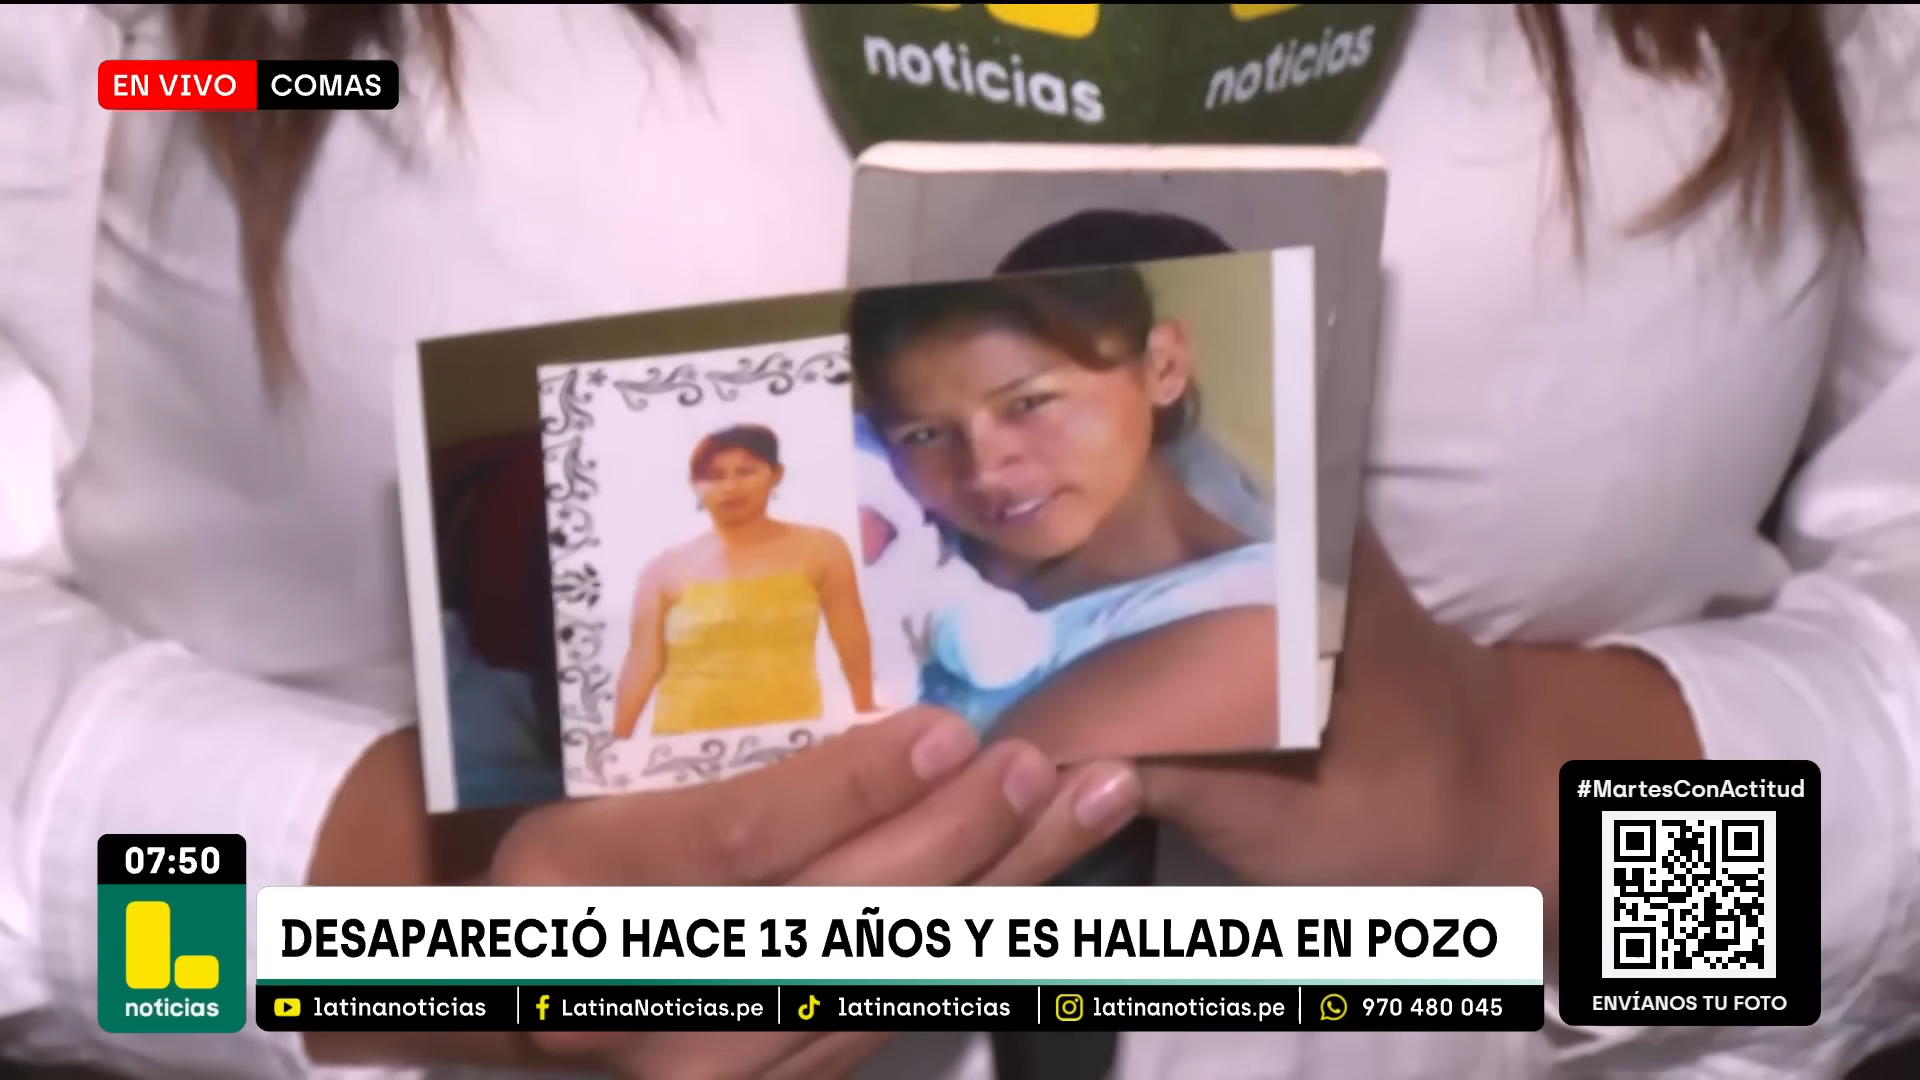 noticias
noticias
EN VIVO COMAS
#MartesConActitud
07:50
DESAPARECIÓ HACE 13 AÑOS Y ES HALLADA EN POZO
noticias
latinanoticias LatinaNoticias.pe latinanoticias latinanoticias.pe 970 480 045
ENVÍANOS TU FOTO